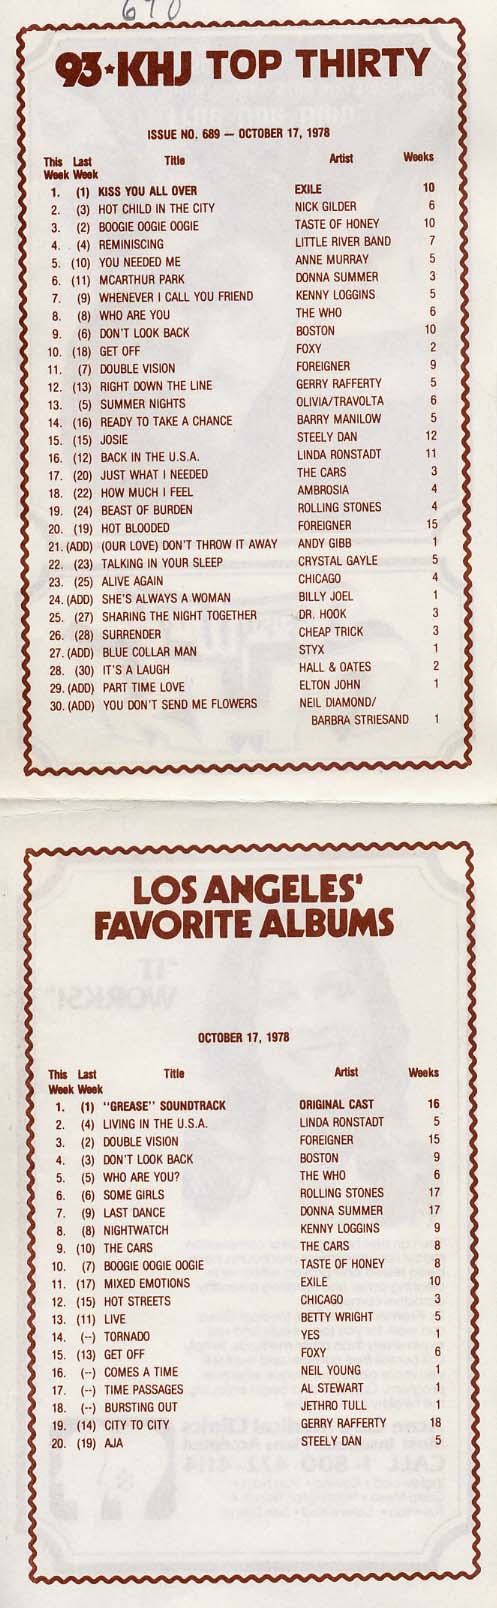 670
93★KHJ TOP THIRTY
ISSUE NO. 689 — OCTOBER 17, 1978
This Last Title Artist Weeks
Week Week
1. (1) KISS YOU ALL OVER EXILE 10
2. (3) HOT CHILD IN THE CITY NICK GILDER 6
3. (2) BOOGIE OOGIE OOGIE TASTE OF HONEY 10
4. (4) REMINISCING LITTLE RIVER BAND 7
5. (10) YOU NEEDED ME ANNE MURRAY 5
6. (11) MCARTHUR PARK DONNA SUMMER 3
7. (9) WHENEVER I CALL YOU FRIEND KENNY LOGGINS 5
8. (8) WHO ARE YOU THE WHO 6
9. (6) DON'T LOOK BACK BOSTON 10
10. (18) GET OFF FOXY 2
11. (7) DOUBLE VISION FOREIGNER 9
12. (13) RIGHT DOWN THE LINE GERRY RAFFERTY 5
13. (5) SUMMER NIGHTS OLIVIA/TRAVOLTA 6
14. (16) READY TO TAKE A CHANCE BARRY MANILOW 5
15. (15) JOSIE STEELY DAN 12
16. (12) BACK IN THE U.S.A. LINDA RONSTADT 11
17. (20) JUST WHAT I NEEDED THE CARS 3
18. (22) HOW MUCH I FEEL AMBROSIA 4
19. (24) BEAST OF BURDEN ROLLING STONES 4
20. (19) HOT BLOODED FOREIGNER 15
21. (ADD) (OUR LOVE) DON'T THROW IT AWAY ANDY GIBB 1
22. (23) TALKING IN YOUR SLEEP CRYSTAL GAYLE 5
23. (25) ALIVE AGAIN CHICAGO 4
24. (ADD) SHE'S ALWAYS A WOMAN BILLY JOEL 1
25. (27) SHARING THE NIGHT TOGETHER DR. HOOK 3
26. (28) SURRENDER CHEAP TRICK 3
27. (ADD) BLUE COLLAR MAN STYX 1
28. (30) IT'S A LAUGH HALL & OATES 2
29. (ADD) PART TIME LOVE ELTON JOHN 1
30. (ADD) YOU DON'T SEND ME FLOWERS NEIL DIAMOND/
BARBRA STRIESAND 1
LOS ANGELES'
FAVORITE ALBUMS
OCTOBER 17, 1978
This Last Title Artist Weeks
Week Week
1. (1) "GREASE" SOUNDTRACK ORIGINAL CAST 16
2. (4) LIVING IN THE U.S.A. LINDA RONSTADT 5
3. (2) DOUBLE VISION FOREIGNER 15
4. (3) DON'T LOOK BACK BOSTON 9
5. (5) WHO ARE YOU? THE WHO 6
6. (6) SOME GIRLS ROLLING STONES 17
7. (9) LAST DANCE DONNA SUMMER 17
8. (8) NIGHTWATCH KENNY LOGGINS 9
9. (10) THE CARS THE CARS 8
10. (7) BOOGIE OOGIE OOGIE TASTE OF HONEY 8
11. (17) MIXED EMOTIONS EXILE 10
12. (15) HOT STREETS CHICAGO 3
13. (11) LIVE BETTY WRIGHT 5
14. (--) TORNADO YES 1
15. (13) GET OFF FOXY 6
16. (--) COMES A TIME NEIL YOUNG 1
17. (--) TIME PASSAGES AL STEWART 1
18. (--) BURSTING OUT JETHRO TULL 1
19. (14) CITY TO CITY GERRY RAFFERTY 18
20. (19) AJA STEELY DAN 5